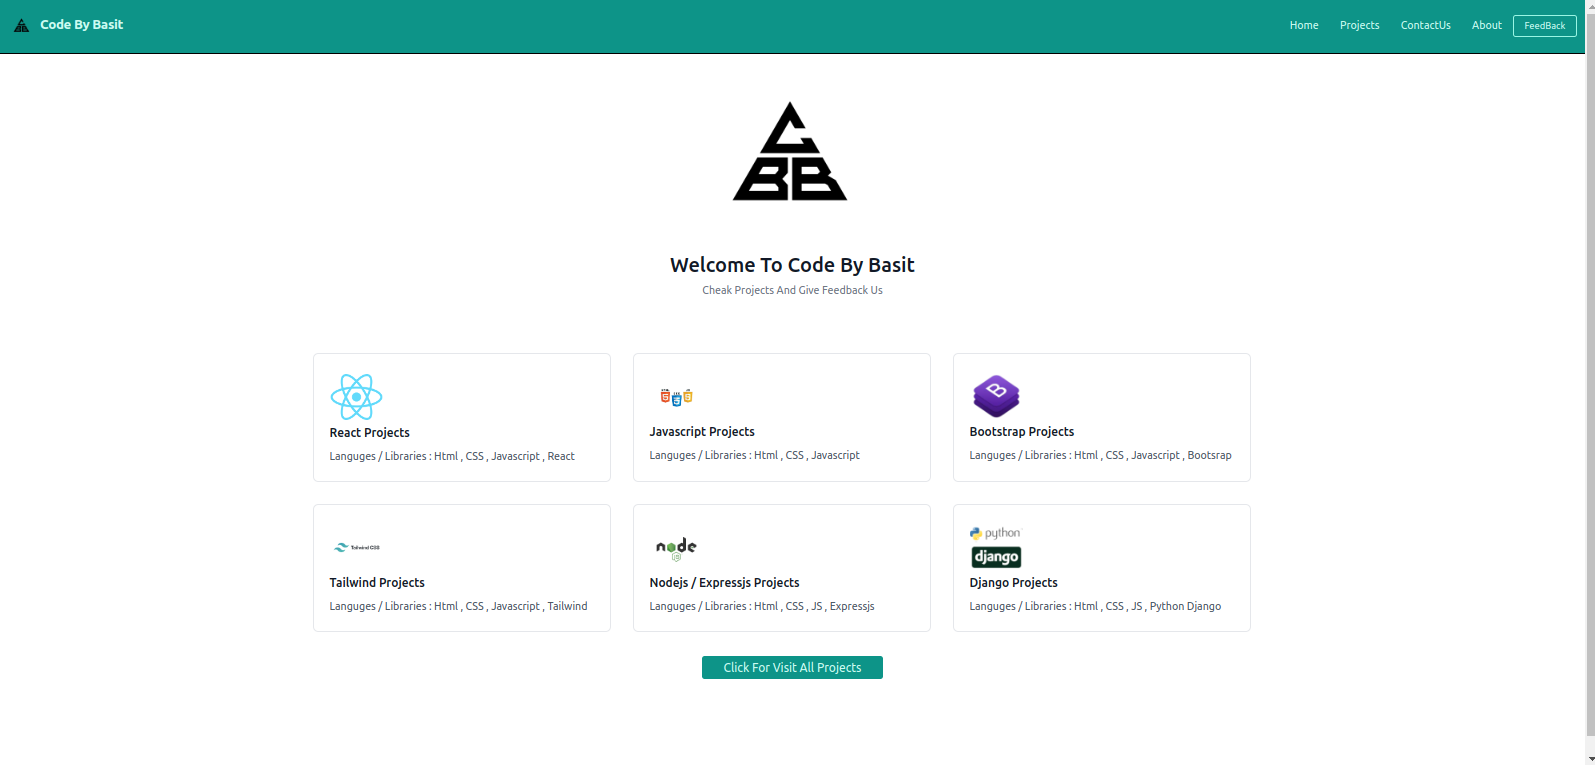 Code By Basit
Home Projects ContactUs About FeedBack
CBB
Welcome To Code By Basit
Cheak Projects And Give Feedback Us
React Projects
Languges / Libraries : Html , CSS , Javascript , React
Javascript Projects
Languges / Libraries : Html , CSS , Javascript
B
Bootstrap Projects
Languges / Libraries : Html , CSS , Javascript , Bootsrap
Tailwind CSS
Tailwind Projects
Languges / Libraries : Html , CSS , Javascript , Tailwind
node
JS
Nodejs / Expressjs Projects
Languges / Libraries : Html , CSS , JS , Expressjs
python
django
Django Projects
Languges / Libraries : Html , CSS , JS , Python Django
Click For Visit All Projects